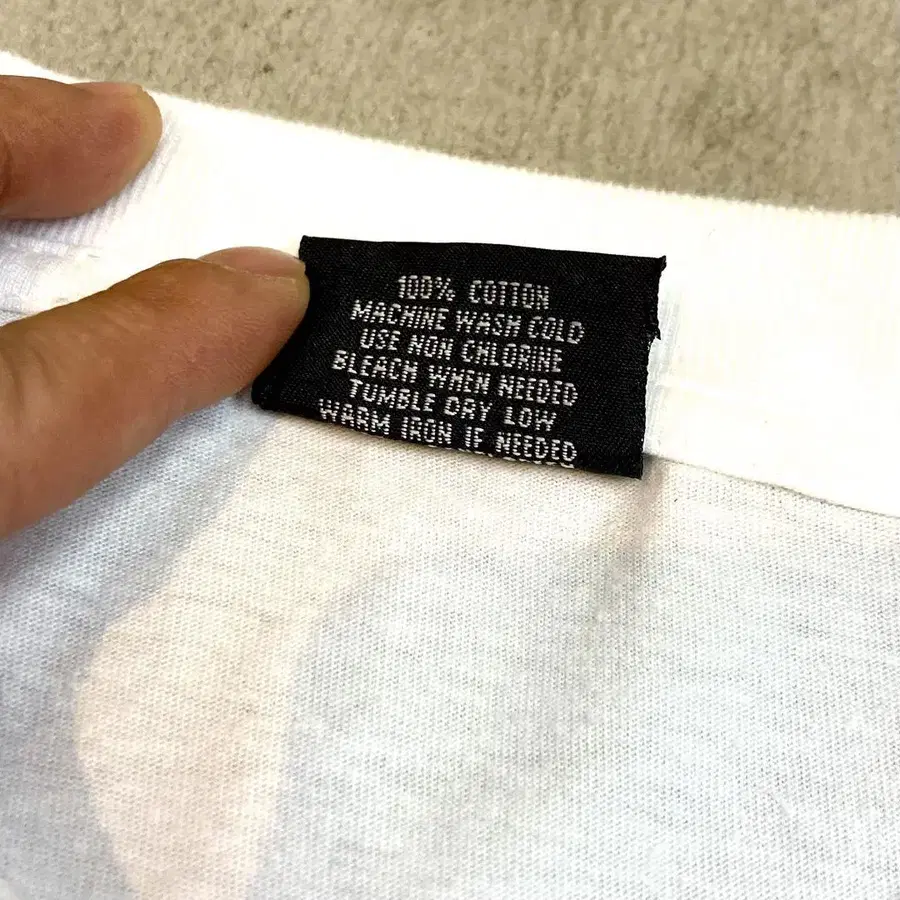 100% COTTON
MACHINE WASH COLD
USE NON CHLORINE
BLEACH WHEN NEEDED
TUMBLE DRY LOW
WARM IRON IF NEEDED